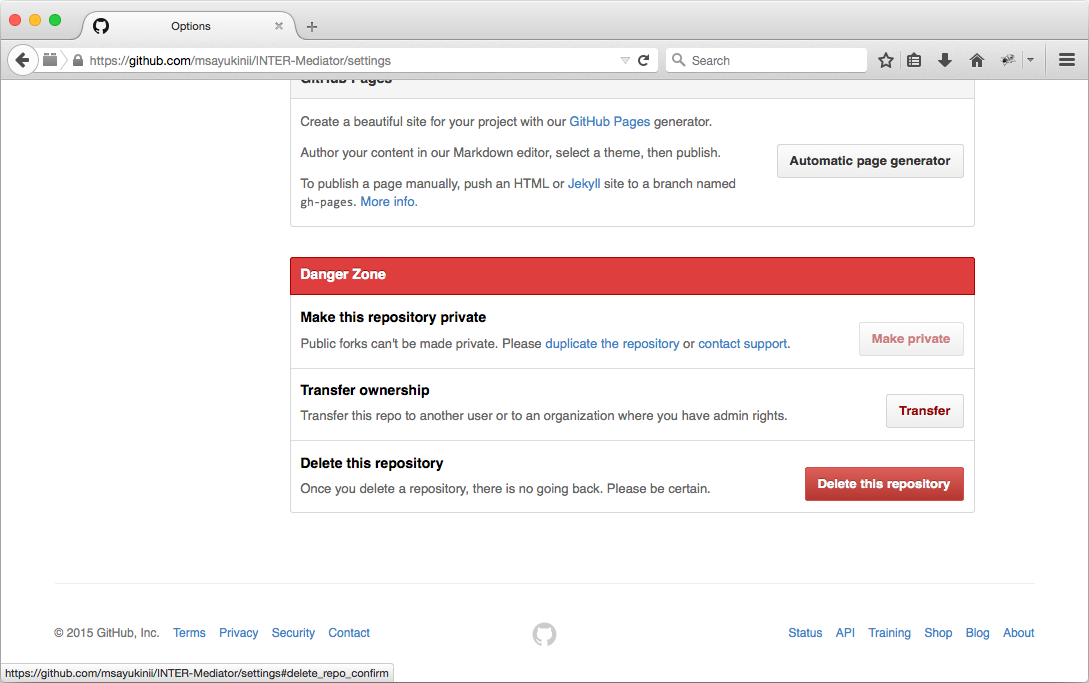 Options
https://github.com/msayukinii/INTER-Mediator/settings
Search
GitHub Pages
Create a beautiful site for your project with our GitHub Pages generator.
Author your content in our Markdown editor, select a theme, then publish.
Automatic page generator
To publish a page manually, push an HTML or Jekyll site to a branch named
gh-pages. More info.
Danger Zone
Make this repository private
Public forks can't be made private. Please duplicate the repository or contact support.
Make private
Transfer ownership
Transfer this repo to another user or to an organization where you have admin rights.
Transfer
Delete this repository
Once you delete a repository, there is no going back. Please be certain.
Delete this repository
© 2015 GitHub, Inc. Terms Privacy Security Contact
Status API Training Shop Blog About
https://github.com/msayukinii/INTER-Mediator/settings#delete_repo_confirm